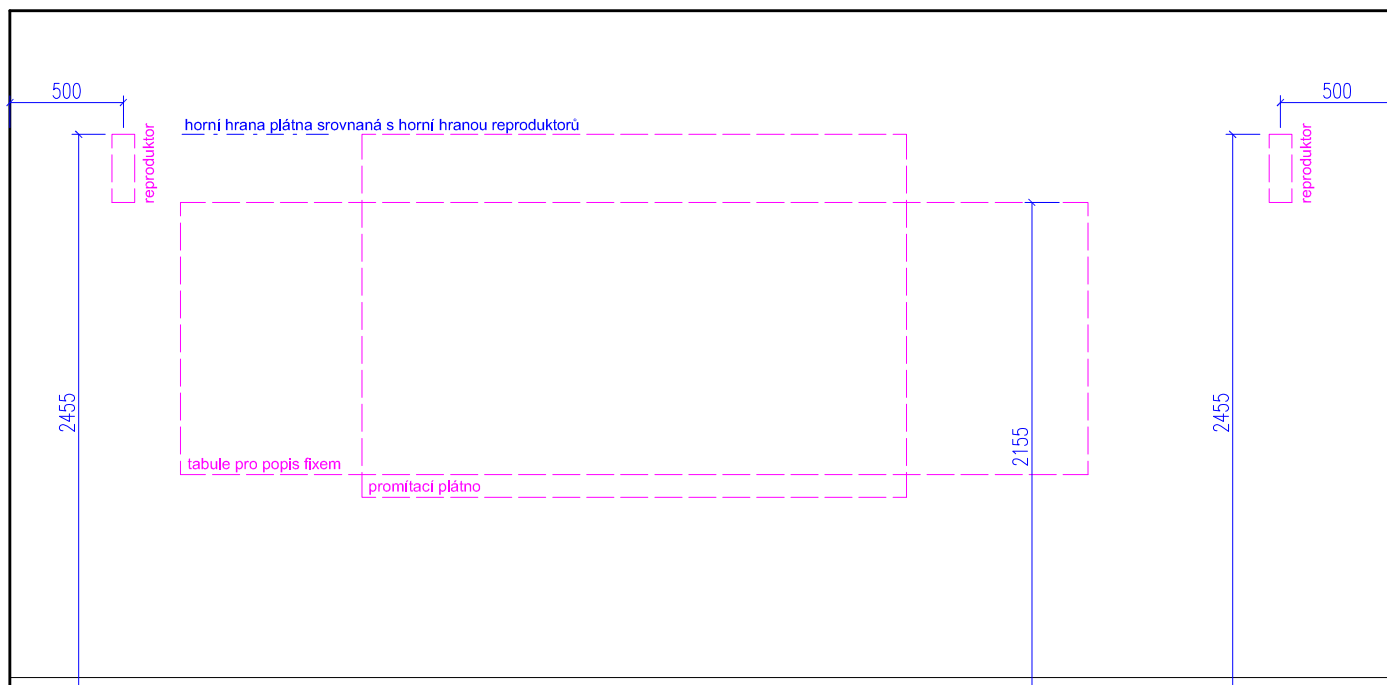 500
500
horní hrana plátna srovnaná s horní hranou reproduktorů
reproduktor
reproduktor
2455
2455
2155
tabule pro popis fixem
promítací plátno